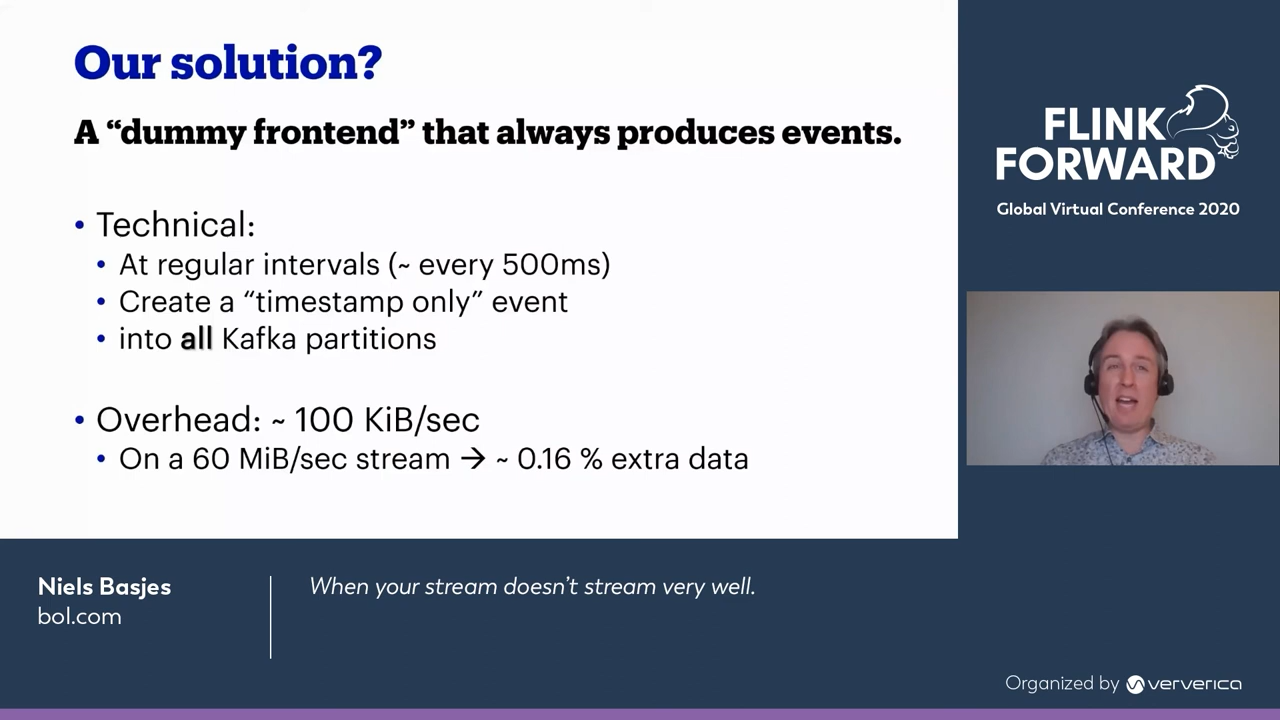 Our solution?
A “dummy frontend” that always produces events.
• Technical:
• At regular intervals (~ every 500ms)
• Create a “timestamp only” event
• into all Kafka partitions
• Overhead: ~ 100 KiB/sec
• On a 60 MiB/sec stream → ~ 0.16 % extra data
FLINK
FORWARD
Global Virtual Conference 2020
Niels Basjes
bol.com
When your stream doesn’t stream very well.
Organized by ververica